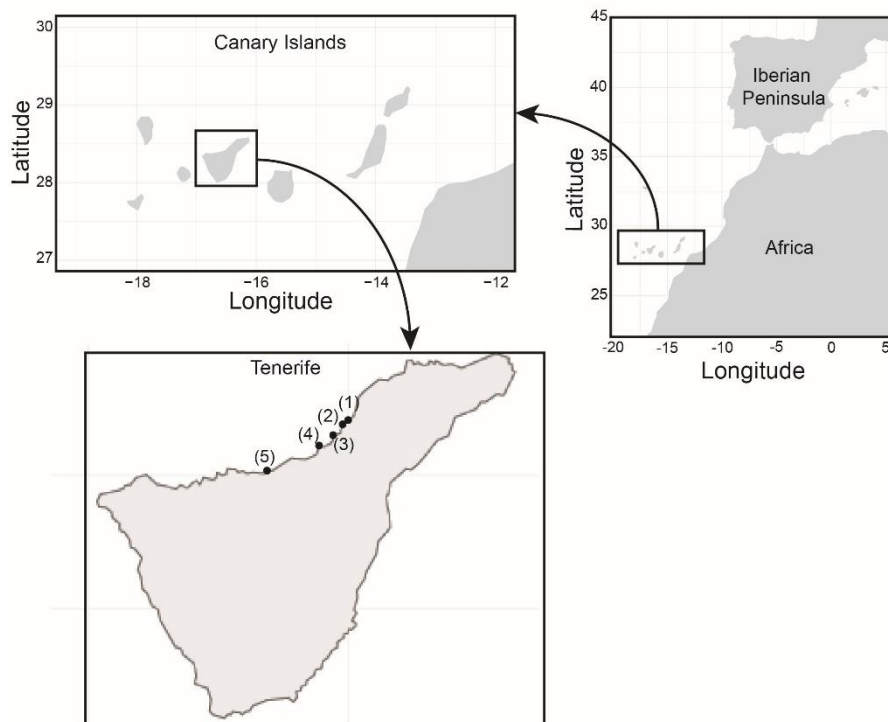 Canary Islands
30
29
28
27
Latitude
−18
−16
−14
−12
Longitude
45
40
35
30
25
Latitude
Iberian
Peninsula
Africa
-20
-15
-10
-5
0
5
Longitude
Tenerife
(1)
(2)
(3)
(4)
(5)